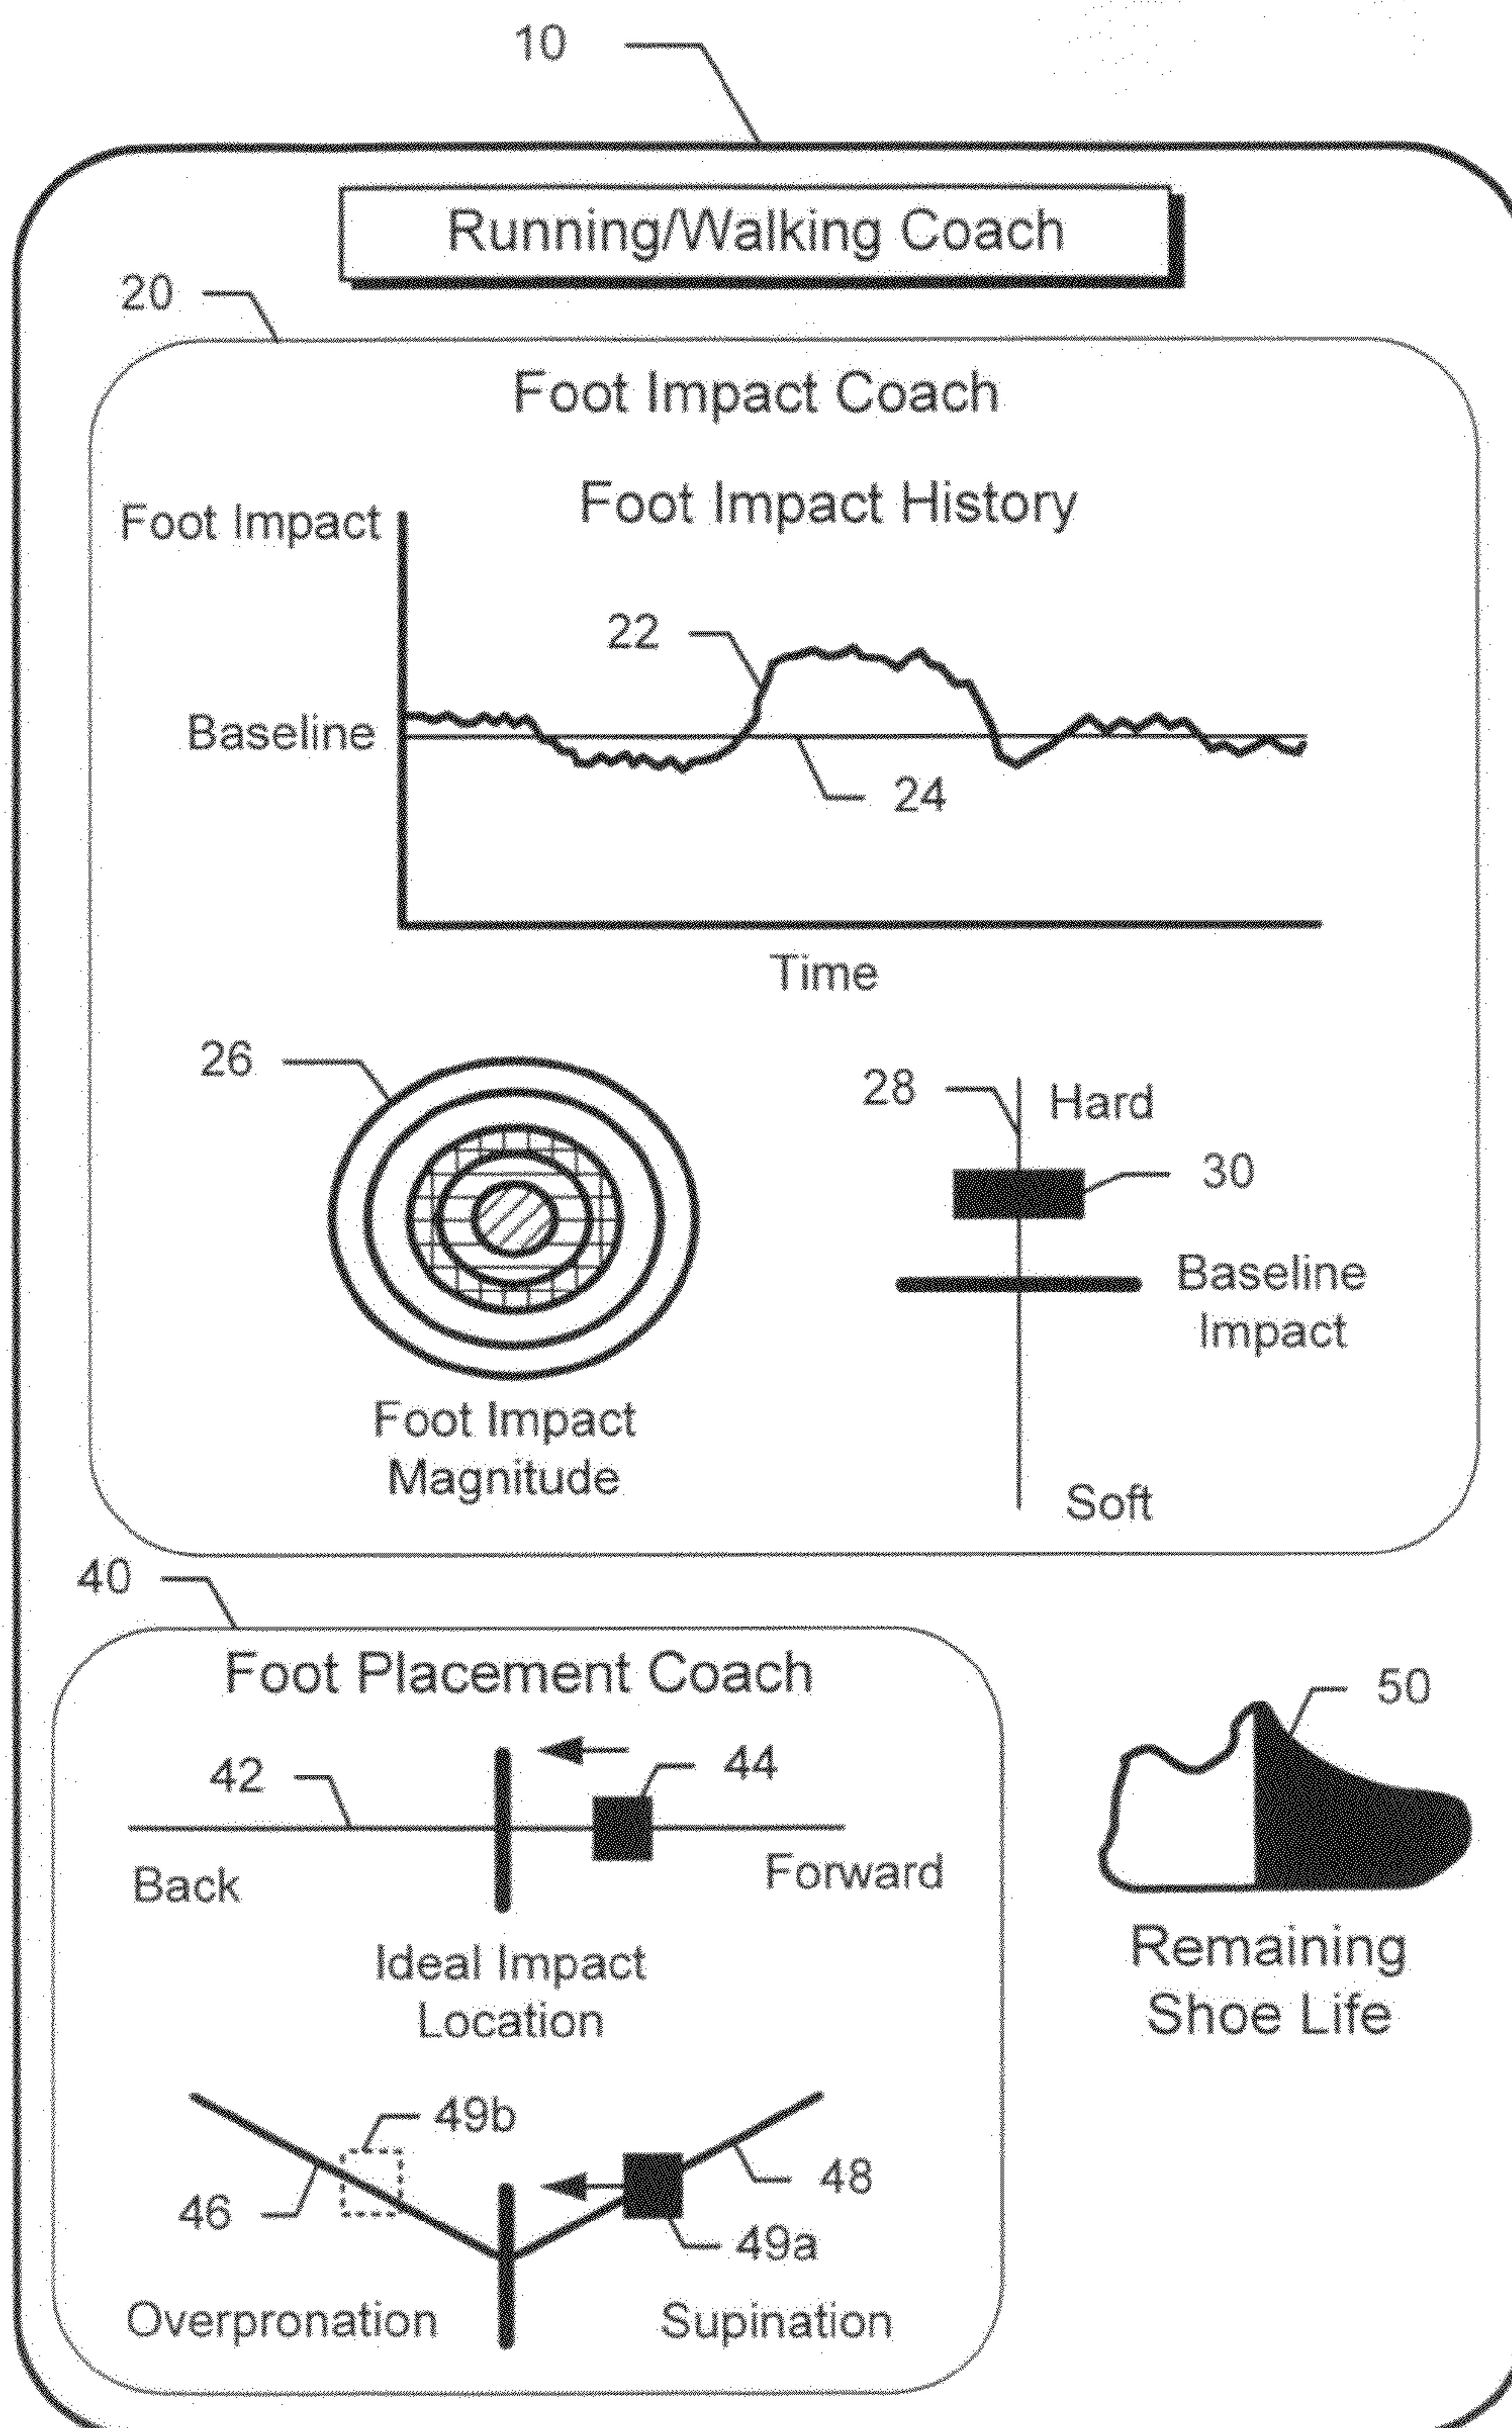 10
Running/Walking Coach
20
Foot Impact Coach
Foot Impact History
Foot Impact
22
Baseline
24
Time
26
28
Hard
30
Baseline
Impact
Foot Impact
Magnitude
Soft
40
Foot Placement Coach
50
42
44
Back
Forward
Ideal Impact
Location
Remaining
Shoe Life
49b
46
48
49a
Overpronation
Supination